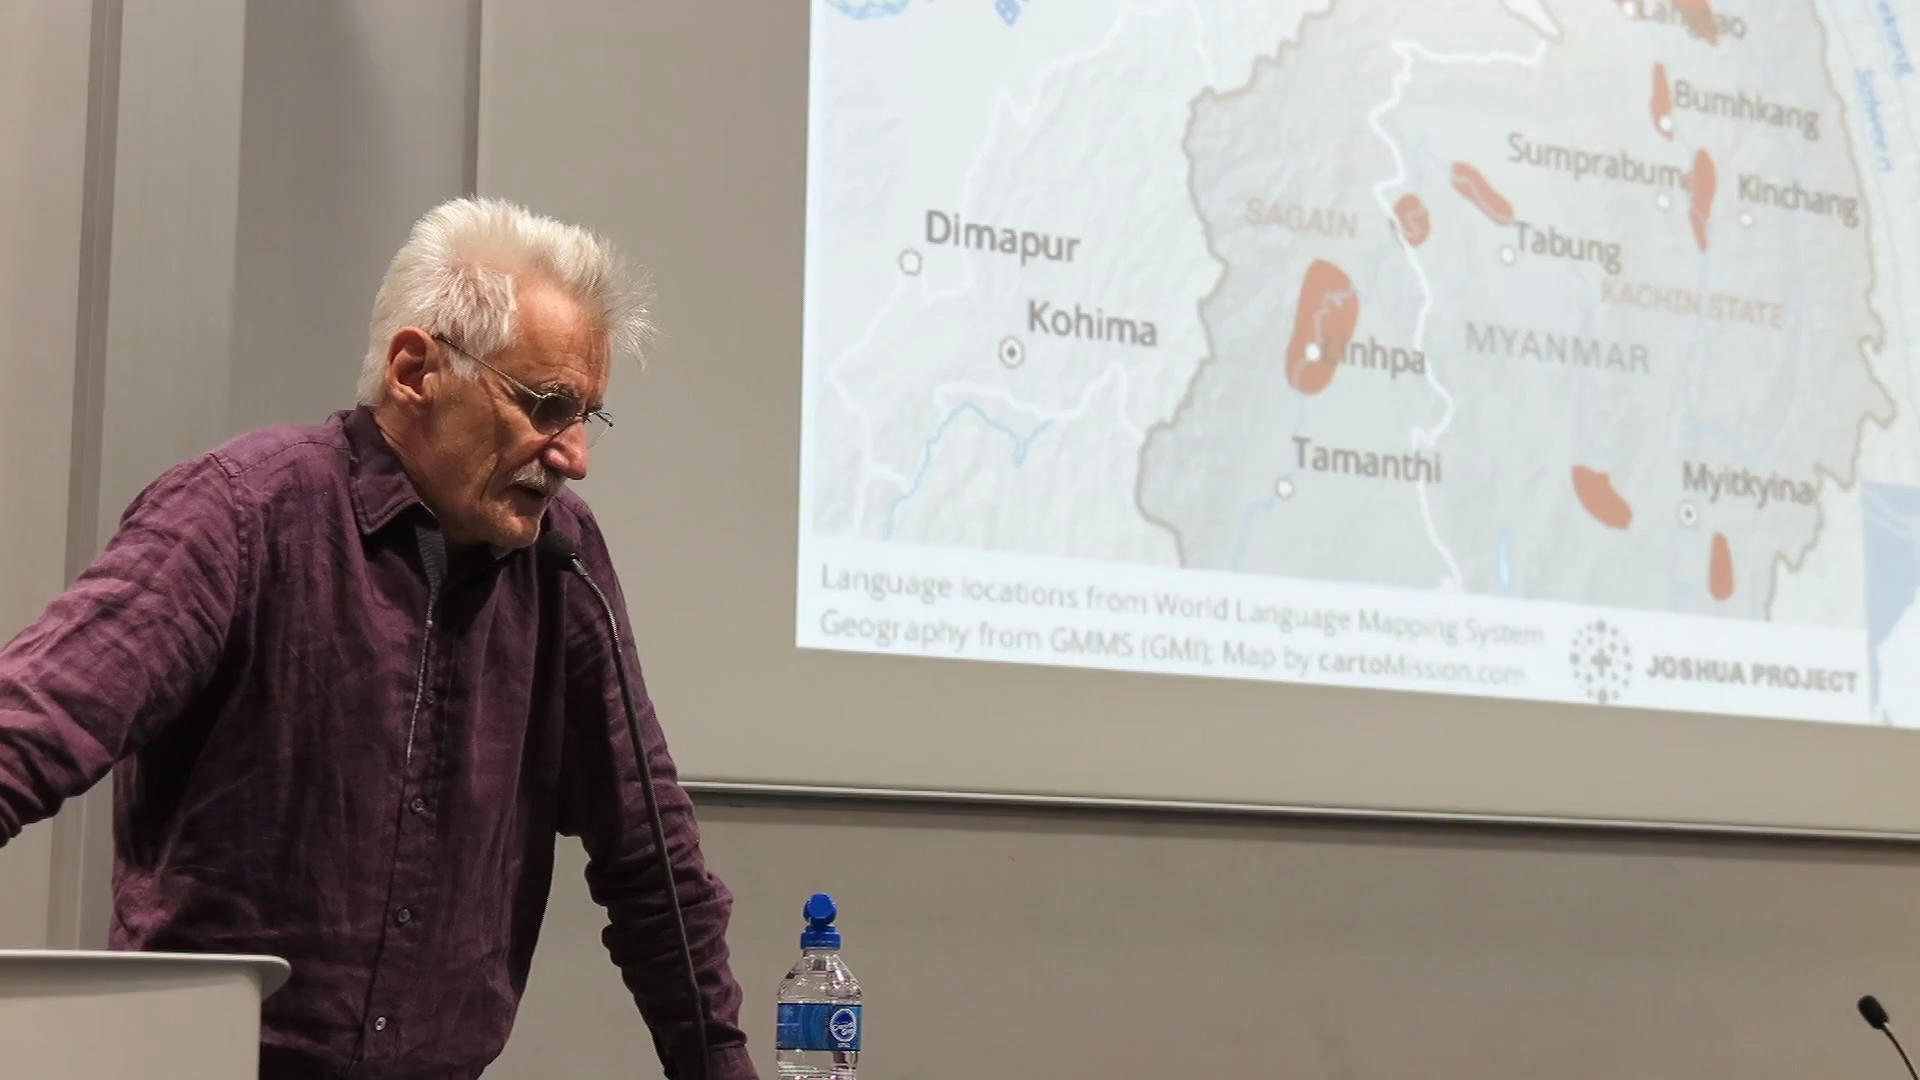 Bumhkang
Sumprabum
Kinchang
SAGAIN
Dimapur
Tabung
KACHIN STATE
Kohima
MYANMAR
Linhpa
Tamanthi
Myitkyina
Language locations from World Language Mapping System
Geography from GMMS (GMI); Map by cartoMission.com
JOSHUA PROJECT